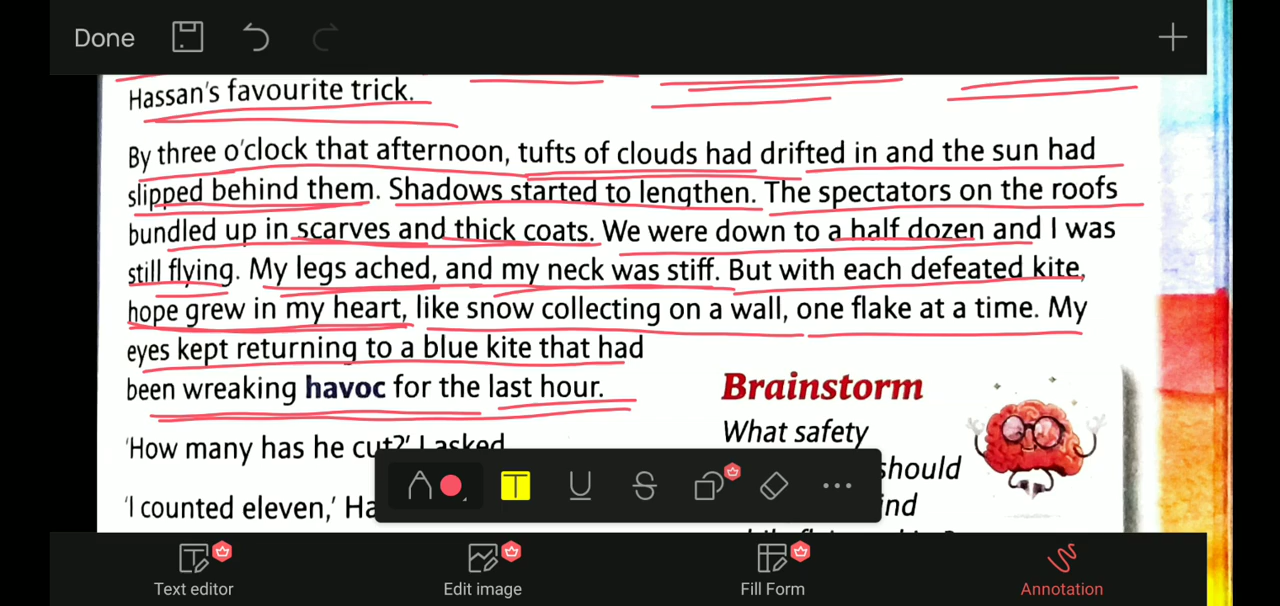 Done
Hassan's favourite trick.
By three o'clock that afternoon, tufts of clouds had drifted in and the sun had
slipped behind them. Shadows started to lengthen. The spectators on the roofs
bundled up in scarves and thick coats. We were down to a half dozen and I was
still flying. My legs ached, and my neck was stiff. But with each defeated kite,
hope grew in my heart, like snow collecting on a wall, one flake at a time. My
eyes kept returning to a blue kite that had
been wreaking havoc for the last hour.
'How many has he cut?' I asked
'I counted eleven,' Ha
Brainstorm
What safety
should
T
U
S
Text editor
Edit image
Fill Form
Annotation